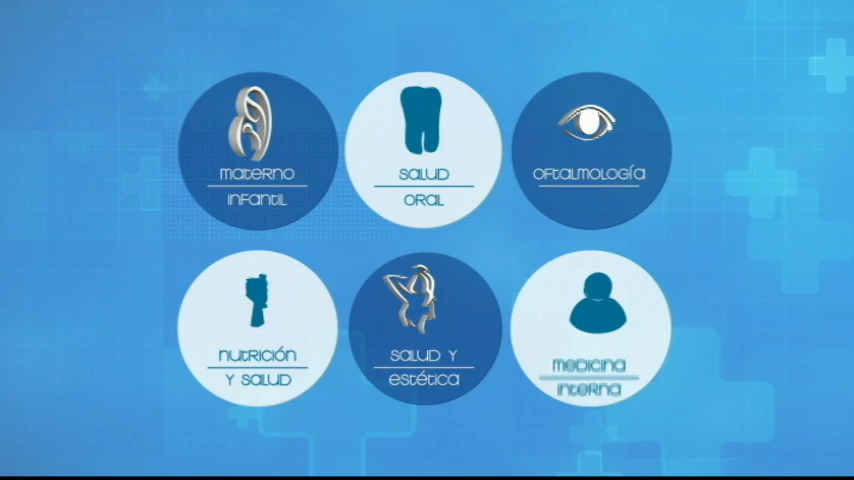 materno
infantil
salud
oral
oftalmología
nutrición
y salud
salud y
estética
medicina
interna